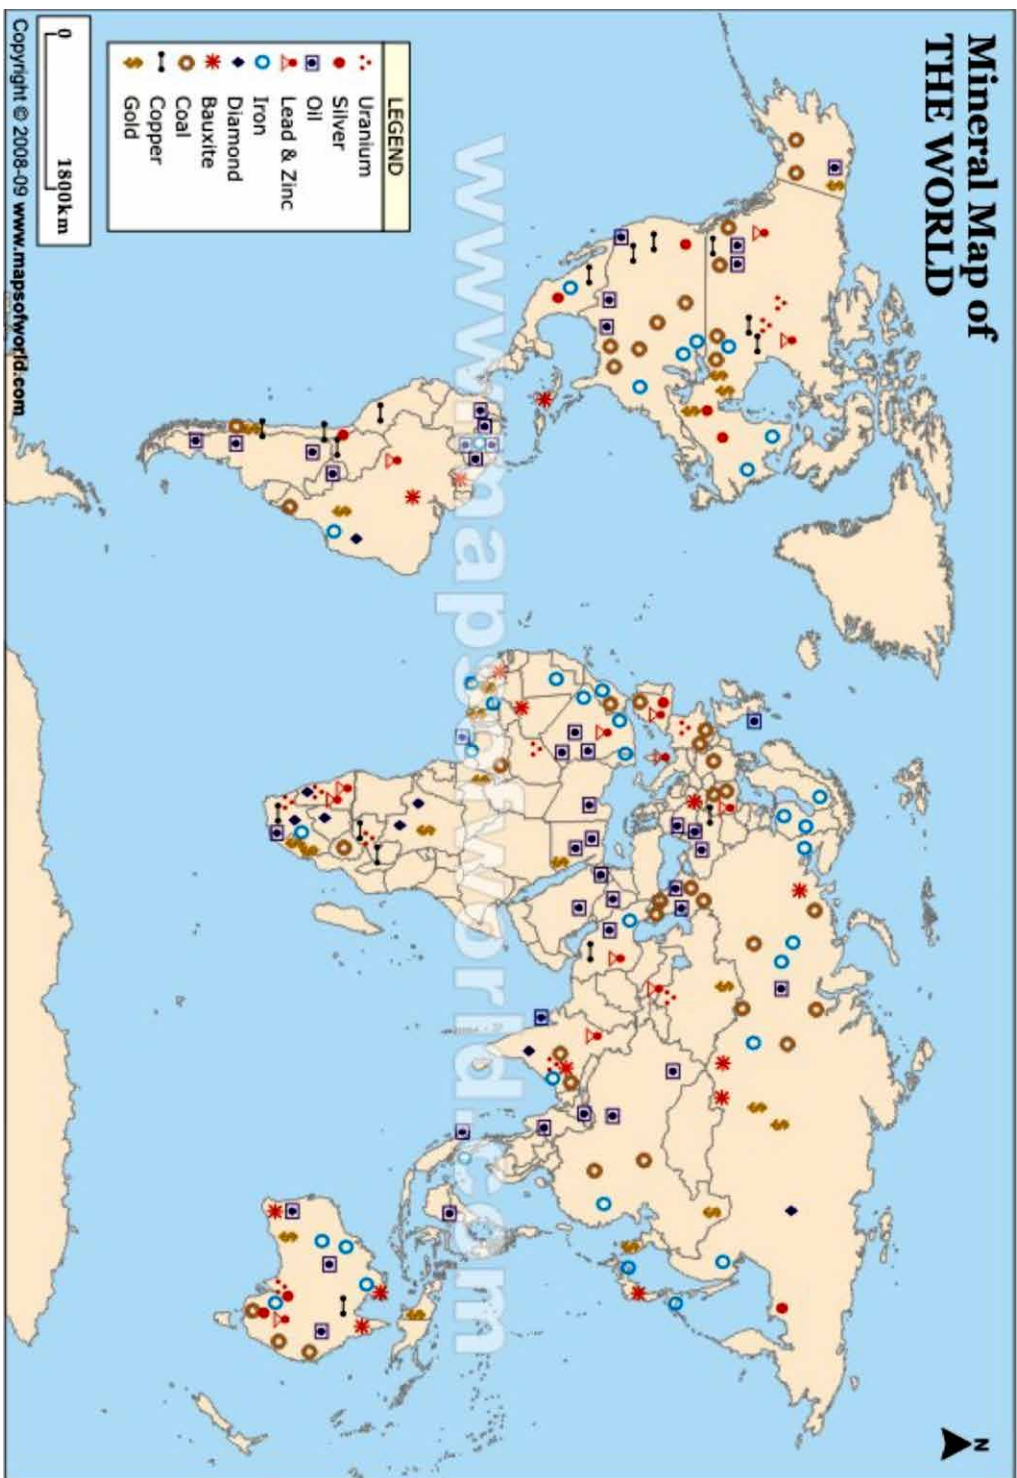 Mineral Map of
THE WORLD
N
www.mapsofworld.com
LEGEND
Uranium
Silver
Oil
Lead & Zinc
Iron
Diamond
Bauxite
Coal
Copper
Gold
0 1800km
Copyright © 2008-09 www.mapsofworld.com